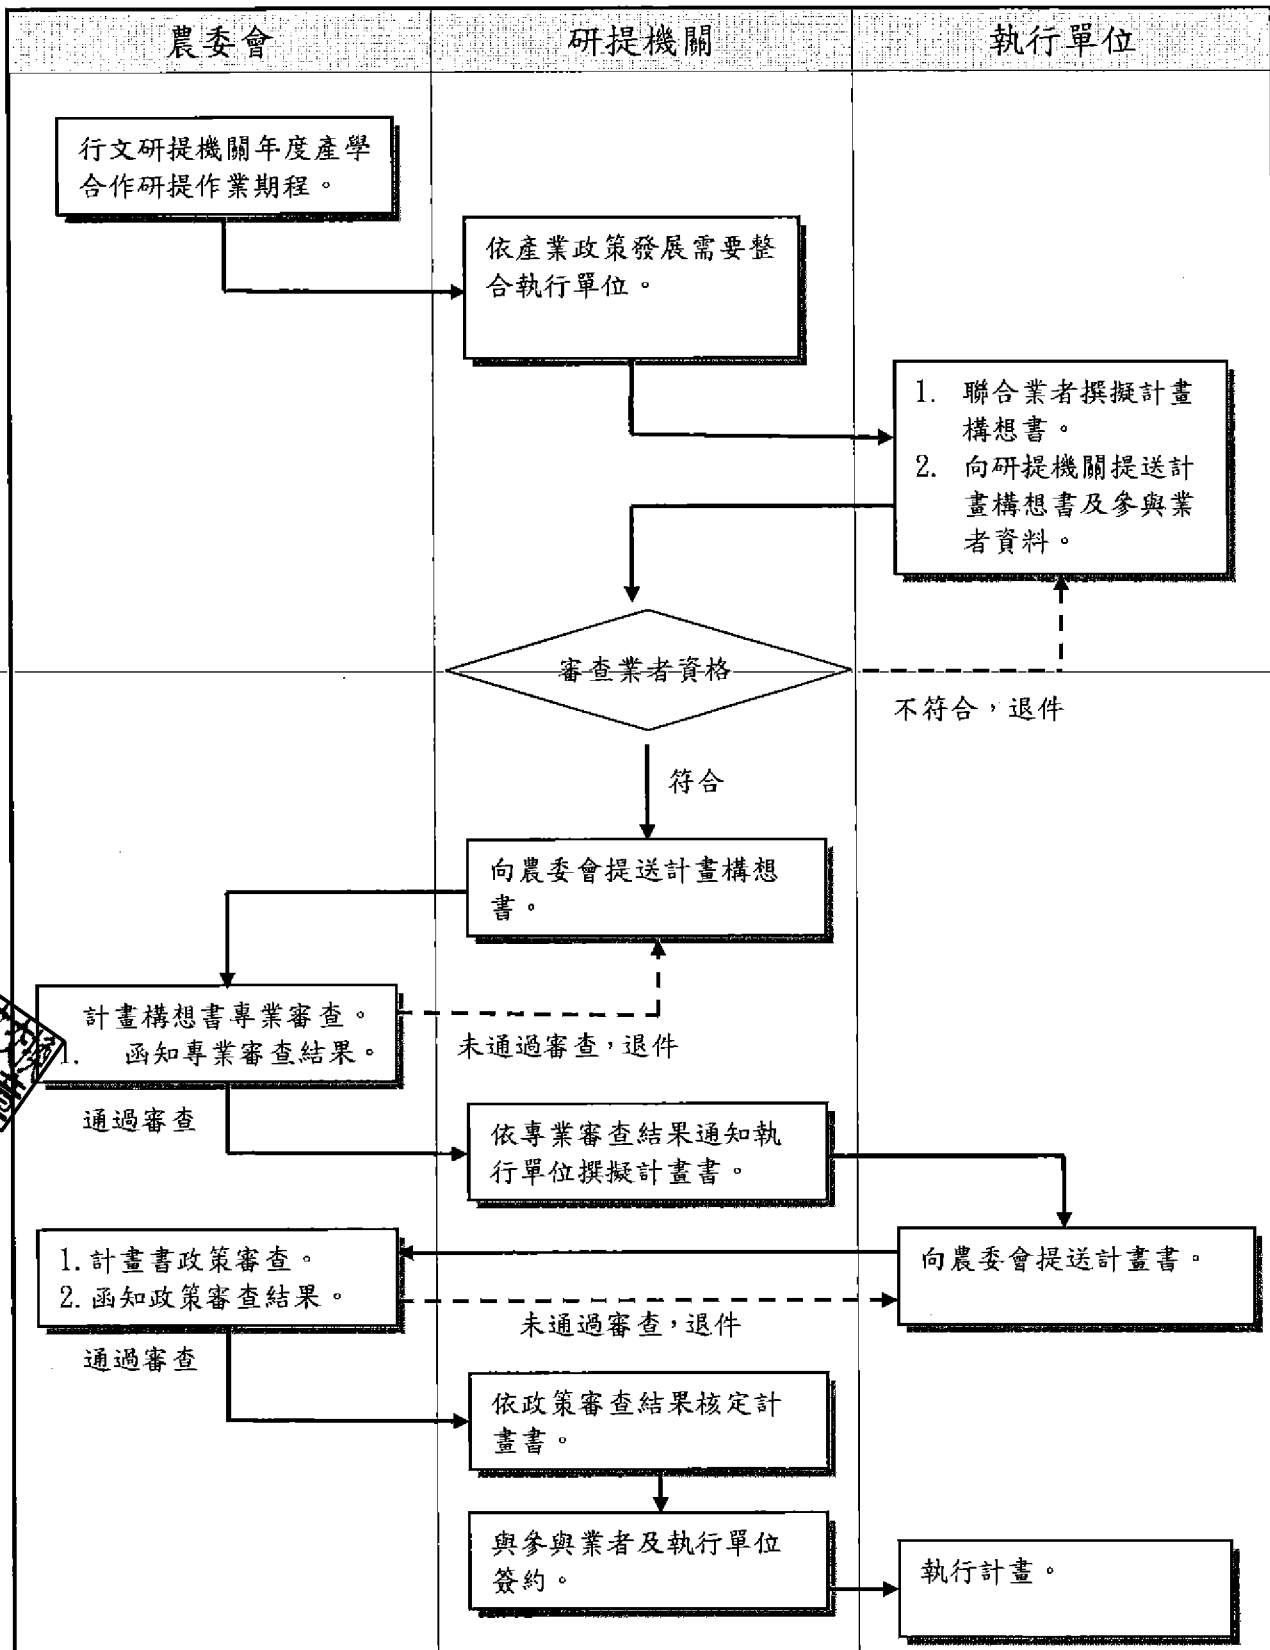 農委會
研提機關
執行單位
行文研提機關年度產學
合作研提作業期程。
依產業政策發展需要整
合執行單位。
1. 聯合業者撰擬計畫
構想書。
2. 向研提機關提送計
畫構想書及參與業
者資料。
審查業者資格
不符合，退件
符合
向農委會提送計畫構想
書。
計畫構想書專業審查。
1. 函知專業審查結果。
未通過審查，退件
通過審查
依專業審查結果通知執
行單位撰擬計畫書。
1.計畫書政策審查。
2.函知政策審查結果。
向農委會提送計畫書。
未通過審查，退件
通過審查
依政策審查結果核定計
畫書。
與參與業者及執行單位
簽約。
執行計畫。